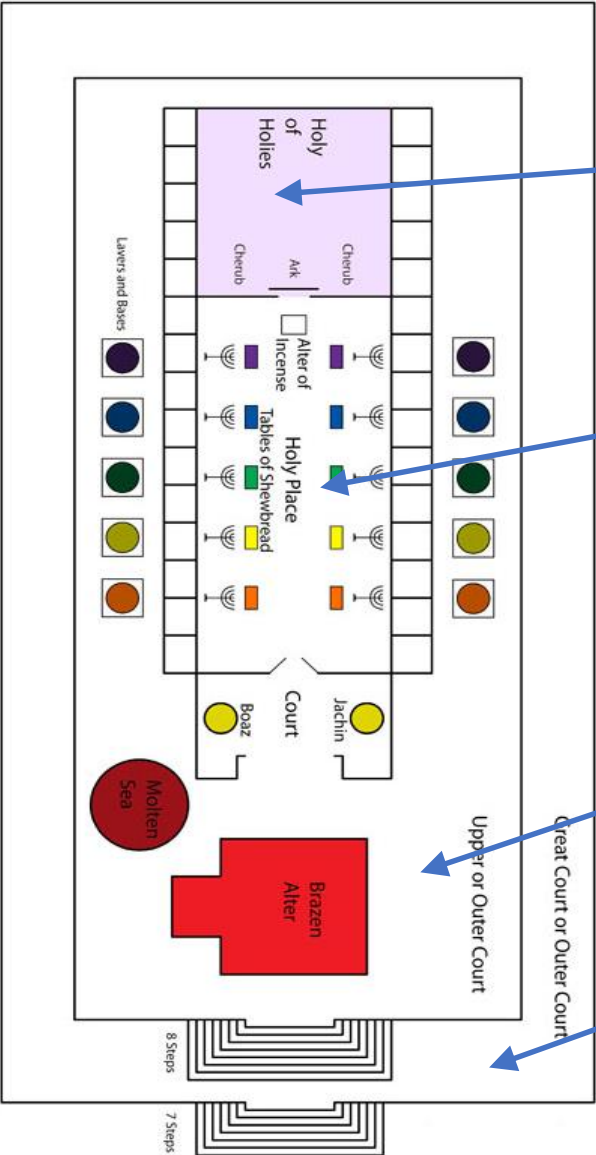 Holy
of
Holies
Cherub
Ark
Cherub
Lavers and Bases
Alter of
Incense
Holy Place
Tables of Shewbread
Court
Jachin
Boaz
Molten
Sea
Brazen
Alter
Upper or Outer Court
Great Court or Outer Court
8 Steps
7 Steps